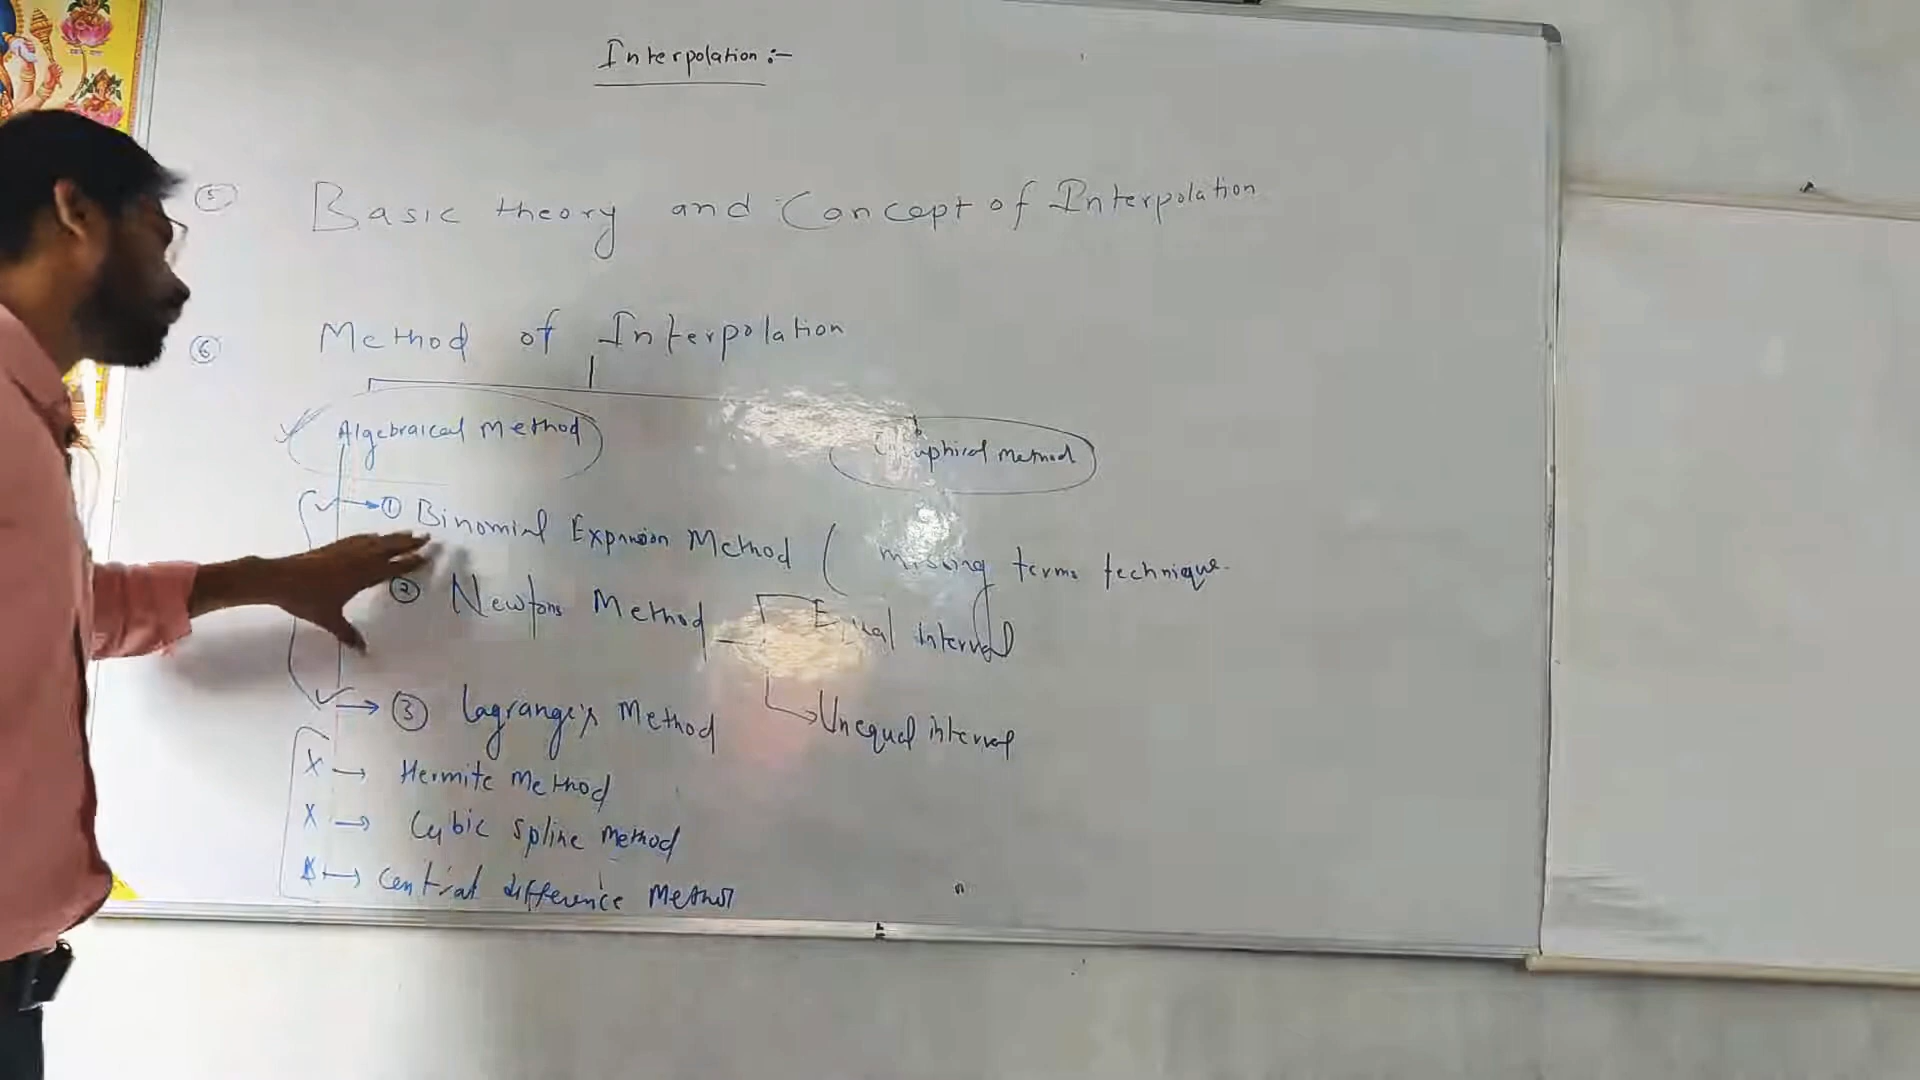 Interpolation :-
⑤ Basic theory and Concept of Interpolation
⑥ Method of Interpolation
Algebraical Method
Graphical Method
① Binomial Expansion Method ( missing terms technique.
② Newtons Method
Equal interval
Unequal interval
③ Lagrange's Method
X → Hermite Method
X → Cubic spline Method
X → Central difference Method